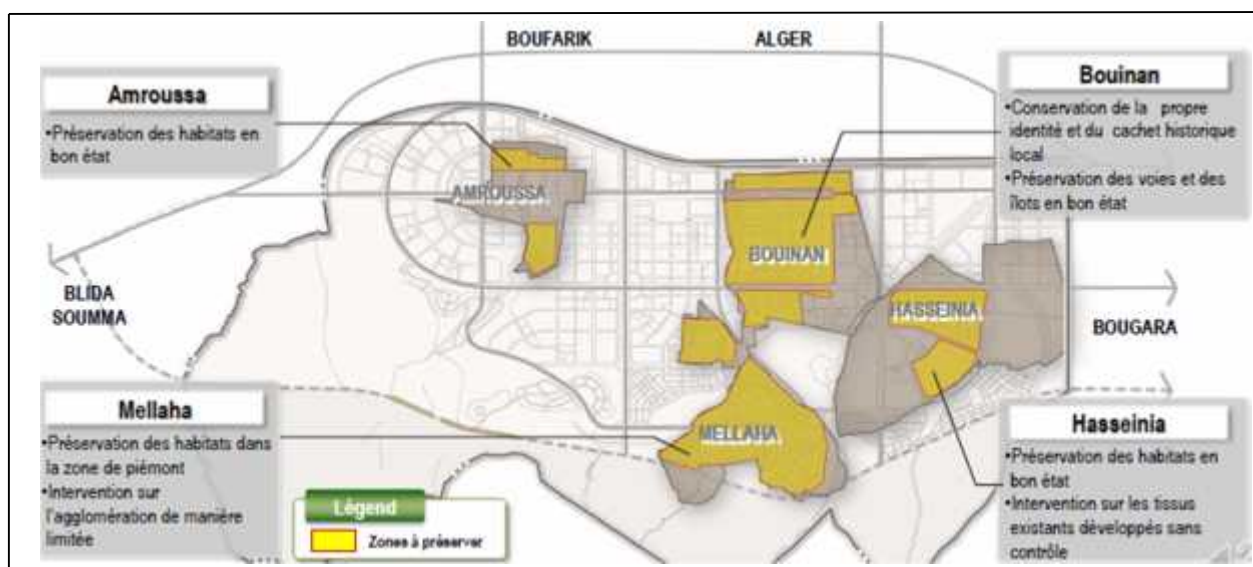 BOUFARIK
ALGER
Amroussa
•Préservation des habitats en
bon état
Bouinan
•Conservation de la propre
identité et du cachet historique
local
•Préservation des voies et des
îlots en bon état
AMROUSSA
BOUINAN
HASSEINIA
MELLAHA
BLIDA
SOUMMA
BOUGARA
Mellaha
•Préservation des habitats dans
la zone de piémont
•Intervention sur
l'agglomération de manière
limitée
Légend
Zones à préserver
Hasseinia
•Préservation des habitats en
bon état
•Intervention sur les tissus
existants développés sans
contrôle